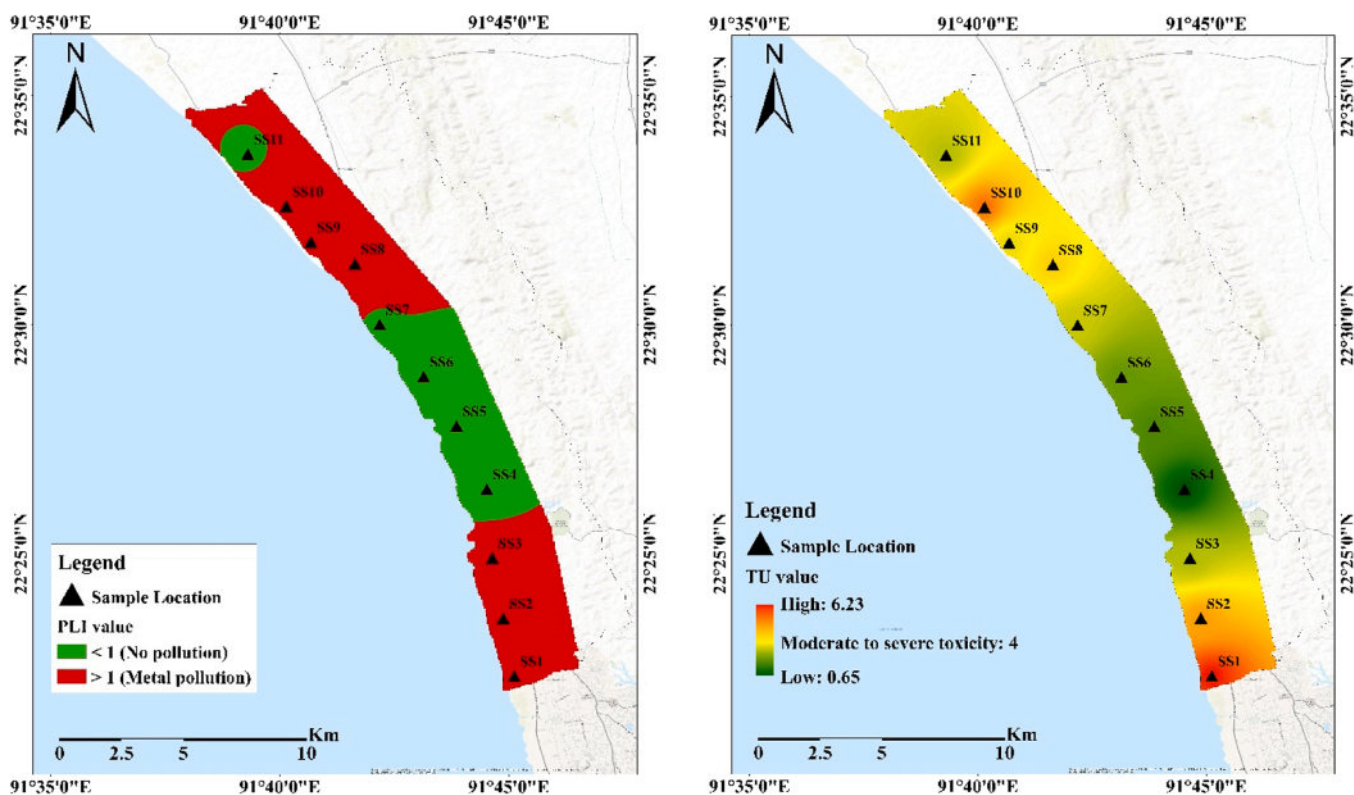 91°35'0"E 91°40'0"E 91°45'0"E
N
22°35'0"N
22°30'0"N
22°25'0"N
22°35'0"N
22°30'0"N
22°25'0"N
SS11
SS10
SS9
SS8
SS7
SS6
SS5
SS4
SS3
SS2
SS1
Legend
Sample Location
PLI value
< 1 (No pollution)
> 1 (Metal pollution)
Km
0 2.5 5 10
91°35'0"E 91°40'0"E 91°45'0"E
91°35'0"E 91°40'0"E 91°45'0"E
N
22°35'0"N
22°30'0"N
22°25'0"N
22°35'0"N
22°30'0"N
22°25'0"N
SS11
SS10
SS9
SS8
SS7
SS6
SS5
SS4
SS3
SS2
SS1
Legend
Sample Location
TU value
High: 6.23
Moderate to severe toxicity: 4
Low: 0.65
Km
0 2.5 5 10
91°35'0"E 91°40'0"E 91°45'0"E